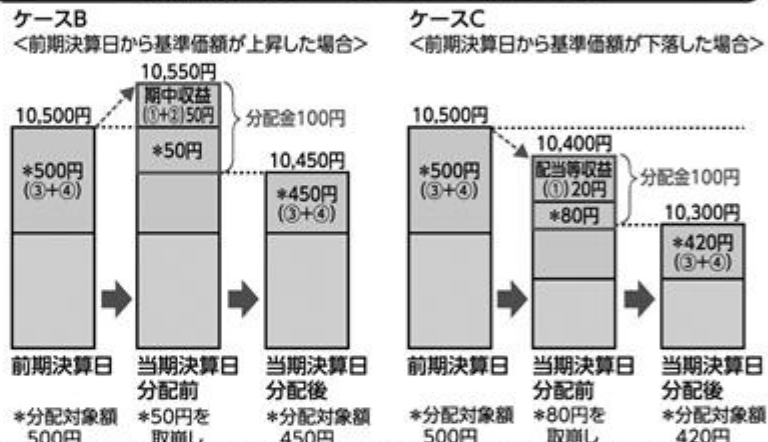 ケースB
<前期決算日から基準価額が上昇した場合>
10,550円
10,500円
期中収益
(①+②)50円
分配金100円
*50円
*500円
(③+④)
10,450円
*450円
(③+④)
前期決算日
当期決算日
分配前
当期決算日
分配後
*分配対象額
500円
*50円を
取崩し
*分配対象額
450円
ケースC
<前期決算日から基準価額が下落した場合>
10,500円
10,400円
*500円
(③+④)
配当等収益
(①)20円
分配金100円
*80円
10,300円
*420円
(③+④)
前期決算日
当期決算日
分配前
当期決算日
分配後
*分配対象額
500円
*80円を
取崩し
*分配対象額
420円